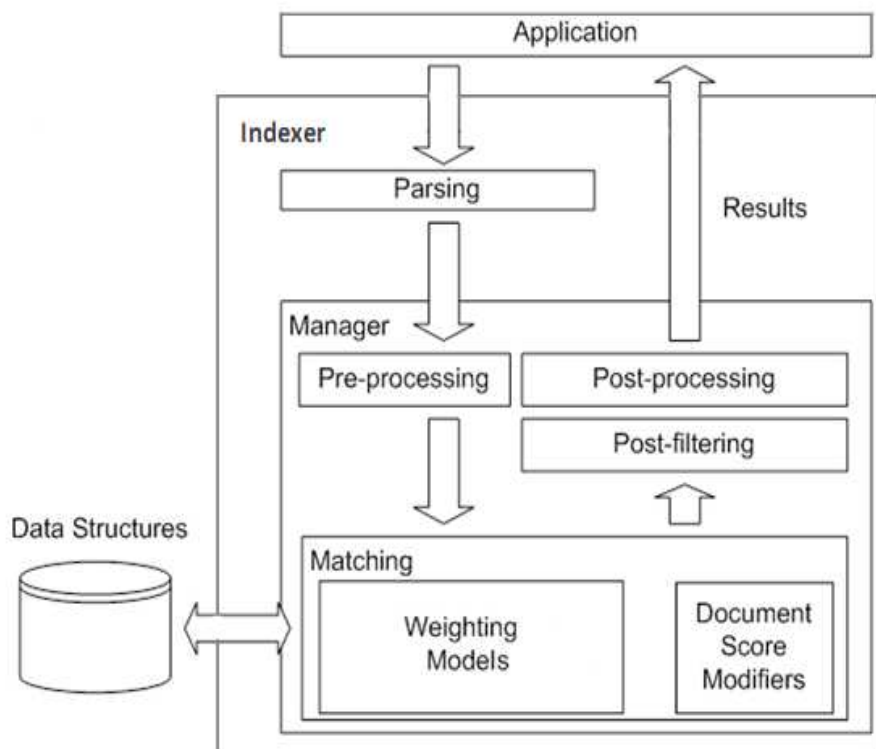 Application
Indexer
Parsing
Results
Manager
Pre-processing
Post-processing
Post-filtering
Data Structures
Matching
Weighting
Models
Document
Score
Modifiers